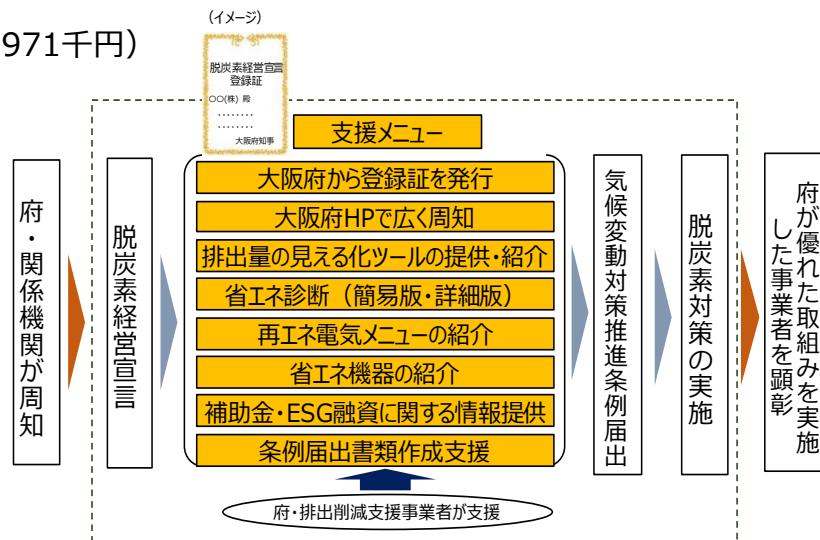 971千円）
（イメージ）
脱炭素経営宣言
登録証
○○(株) 殿
………
………
大阪府知事
支援メニュー
府・関係機関が周知
脱炭素経営宣言
大阪府から登録証を発行
大阪府HPで広く周知
排出量の見える化ツールの提供・紹介
省エネ診断（簡易版・詳細版）
再エネ電気メニューの紹介
省エネ機器の紹介
補助金・ESG融資に関する情報提供
条例届出書類作成支援
府・排出削減支援事業者が支援
気候変動対策推進条例届出
脱炭素対策の実施
府が優れた取組みを実施
した事業者を顕彰